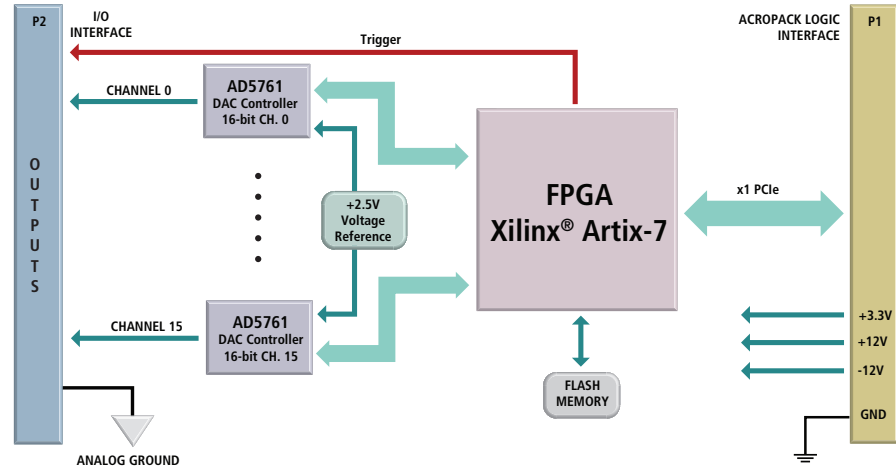 P2
I/O
INTERFACE
Trigger
ACROPACK LOGIC
INTERFACE
P1
CHANNEL 0
AD5761
DAC Controller
16-bit CH. 0
OUTPUTS
+2.5V
Voltage
Reference
FPGA
Xilinx® Artix-7
x1 PCIe
CHANNEL 15
AD5761
DAC Controller
16-bit CH. 15
+3.3V
+12V
-12V
FLASH
MEMORY
GND
ANALOG GROUND